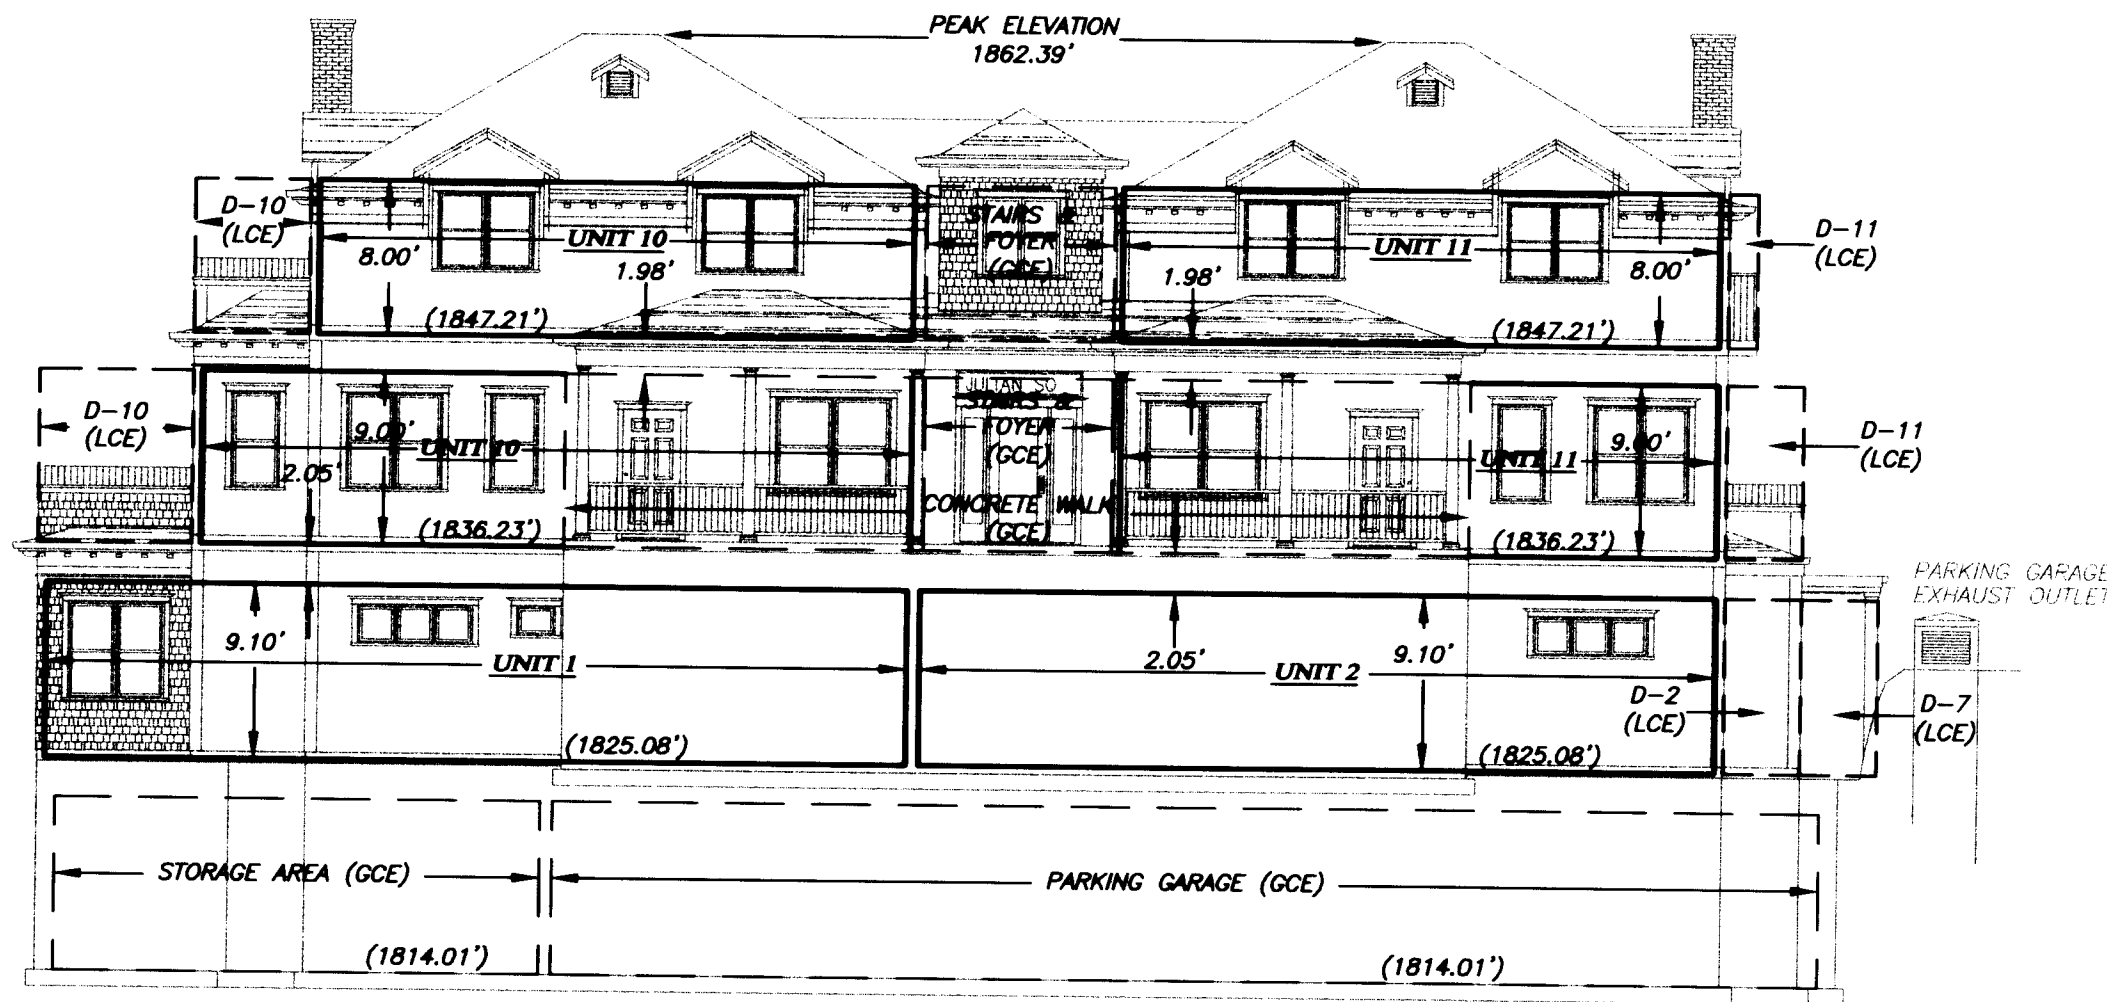 PEAK ELEVATION
1862.39'
D-10
(LCE)
8.00'
UNIT 10
1.98'
(1847.21')
STAIRS &
FOYER
(GCE)
UNIT 11
1.98'
8.00'
(1847.21')
D-11
(LCE)
D-10
(LCE)
9.00'
UNIT 10
2.05'
(1836.23')
STAIRS &
FOYER
(GCE)
CONCRETE WALK
(GCE)
UNIT 11
9.00'
(1836.23')
D-11
(LCE)
PARKING GARAGE
EXHAUST OUTLET
9.10'
UNIT 1
(1825.08')
2.05'
UNIT 2
9.10'
(1825.08')
D-2
(LCE)
D-7
(LCE)
STORAGE AREA (GCE)
(1814.01')
PARKING GARAGE (GCE)
(1814.01')